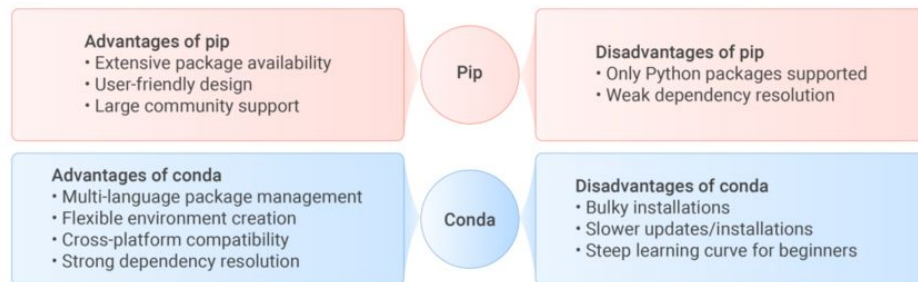 Advantages of pip
• Extensive package availability
• User-friendly design
• Large community support
Pip
Disadvantages of pip
• Only Python packages supported
• Weak dependency resolution
Advantages of conda
• Multi-language package management
• Flexible environment creation
• Cross-platform compatibility
• Strong dependency resolution
Conda
Disadvantages of conda
• Bulky installations
• Slower updates/installations
• Steep learning curve for beginners